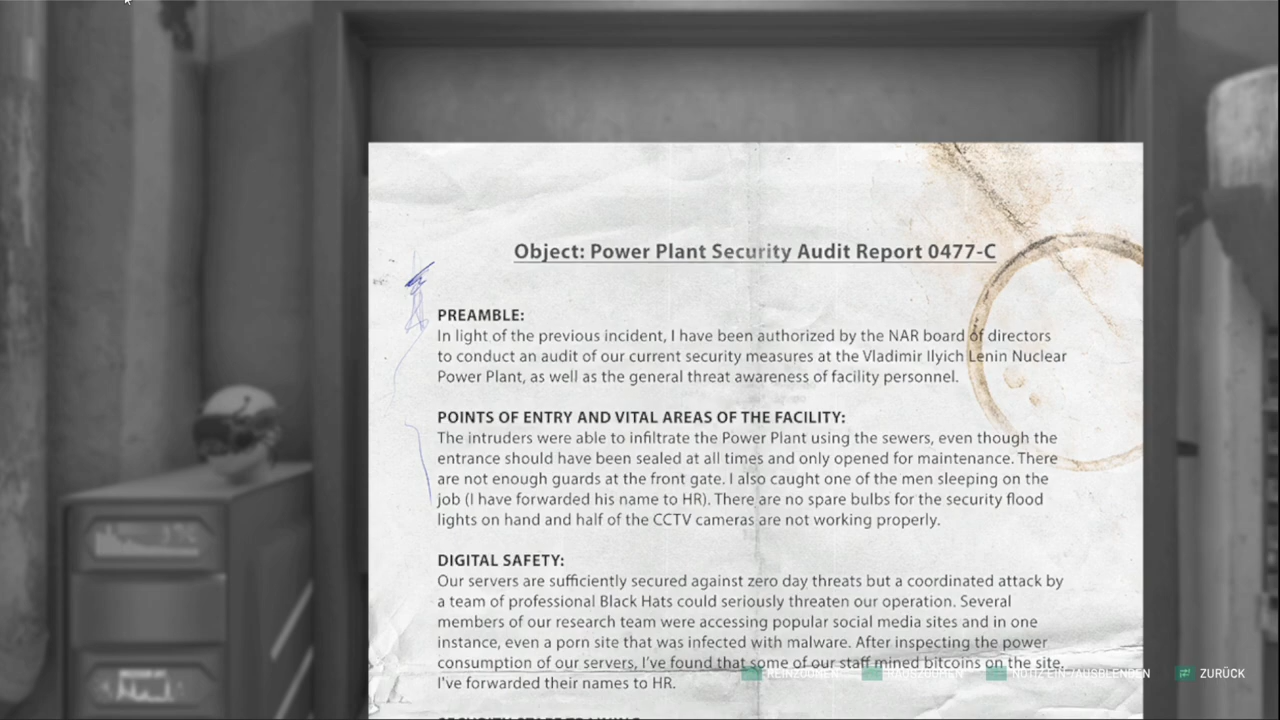 Object: Power Plant Security Audit Report 0477-C
PREAMBLE:
In light of the previous incident, I have been authorized by the NAR board of directors
to conduct an audit of our current security measures at the Vladimir Ilyich Lenin Nuclear
Power Plant, as well as the general threat awareness of facility personnel.
POINTS OF ENTRY AND VITAL AREAS OF THE FACILITY:
The intruders were able to infiltrate the Power Plant using the sewers, even though the
entrance should have been sealed at all times and only opened for maintenance. There
are not enough guards at the front gate. I also caught one of the men sleeping on the
job (I have forwarded his name to HR). There are no spare bulbs for the security flood
lights on hand and half of the CCTV cameras are not working properly.
DIGITAL SAFETY:
Our servers are sufficiently secured against zero day threats but a coordinated attack by
a team of professional Black Hats could seriously threaten our operation. Several
members of our research team were accessing popular social media sites and in one
instance, even a porn site that was infected with malware. After inspecting the power
consumption of our servers, I've found that some of our staff mined bitcoins on the site.
I've forwarded their names to HR.
REINZOOMEN RAUSZOOMEN NOTIZ EIN-/AUSBLENDEN ZURÜCK
SECURITY STAFF TRAINING